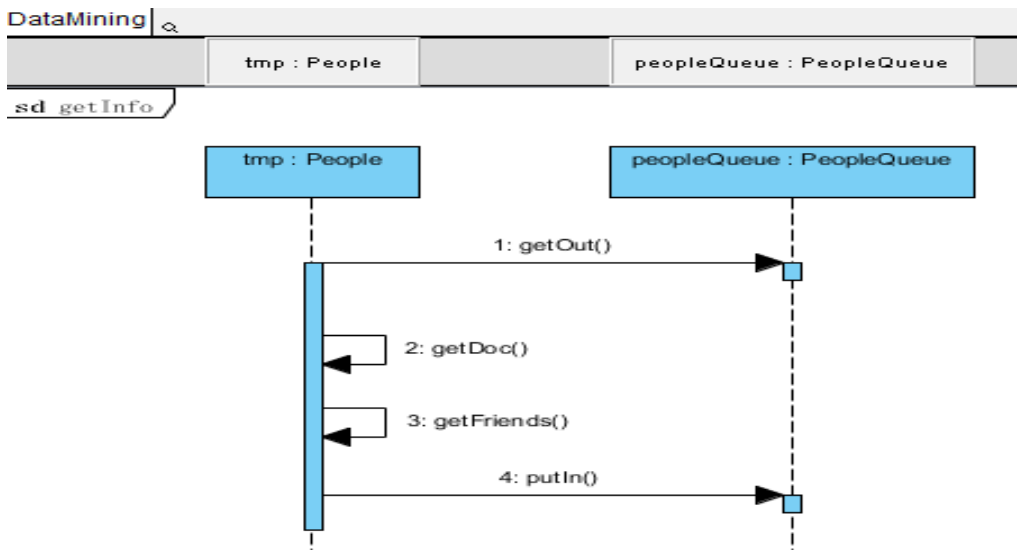 DataMining
tmp : People
peopleQueue : PeopleQueue
sd getInfo
tmp : People
peopleQueue : PeopleQueue
1: getOut()
2: getDoc()
3: getFriends()
4: putIn()